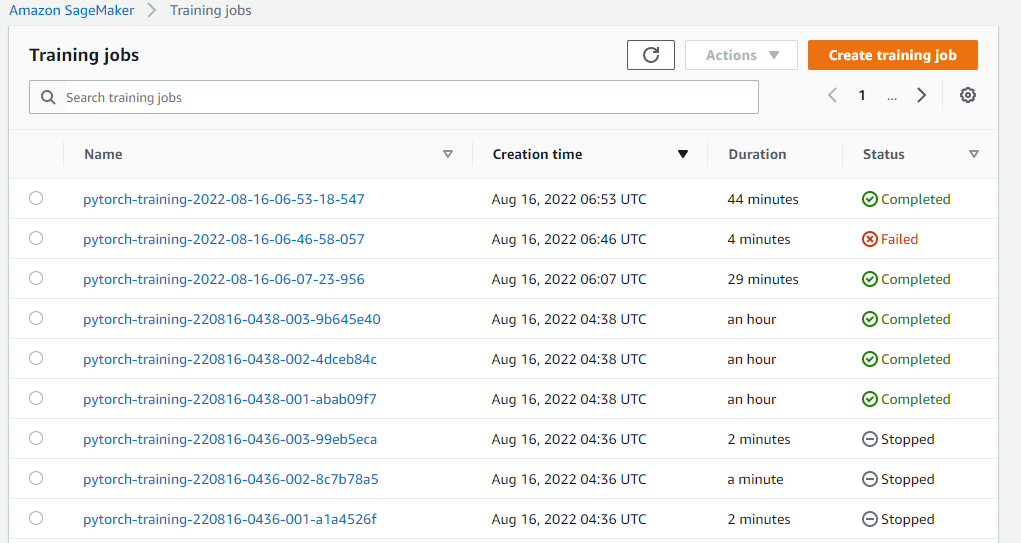 Amazon SageMaker > Training jobs
Training jobs Actions Create training job
Search training jobs 1 ...
Name Creation time Duration Status
pytorch-training-2022-08-16-06-53-18-547 Aug 16, 2022 06:53 UTC 44 minutes Completed
pytorch-training-2022-08-16-06-46-58-057 Aug 16, 2022 06:46 UTC 4 minutes Failed
pytorch-training-2022-08-16-06-07-23-956 Aug 16, 2022 06:07 UTC 29 minutes Completed
pytorch-training-220816-0438-003-9b645e40 Aug 16, 2022 04:38 UTC an hour Completed
pytorch-training-220816-0438-002-4dceb84c Aug 16, 2022 04:38 UTC an hour Completed
pytorch-training-220816-0438-001-abab09f7 Aug 16, 2022 04:38 UTC an hour Completed
pytorch-training-220816-0436-003-99eb5eca Aug 16, 2022 04:36 UTC 2 minutes Stopped
pytorch-training-220816-0436-002-8c7b78a5 Aug 16, 2022 04:36 UTC a minute Stopped
pytorch-training-220816-0436-001-a1a4526f Aug 16, 2022 04:36 UTC 2 minutes Stopped